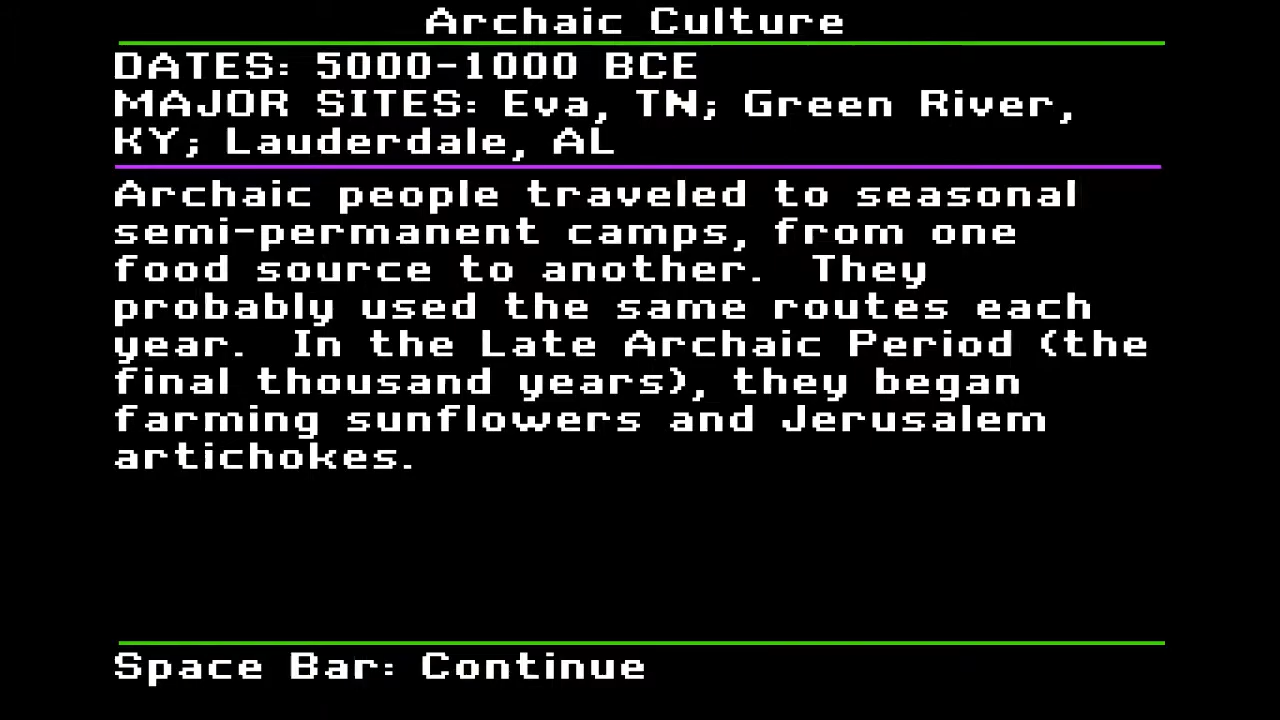 Archaic Culture
DATES: 5000-1000 BCE
MAJOR SITES: Eva, TN; Green River,
KY; Lauderdale, AL
Archaic people traveled to seasonal
semi-permanent camps, from one
food source to another.  They
probably used the same routes each
year.  In the Late Archaic Period (the
final thousand years), they began
farming sunflowers and Jerusalem
artichokes.
Space Bar: Continue